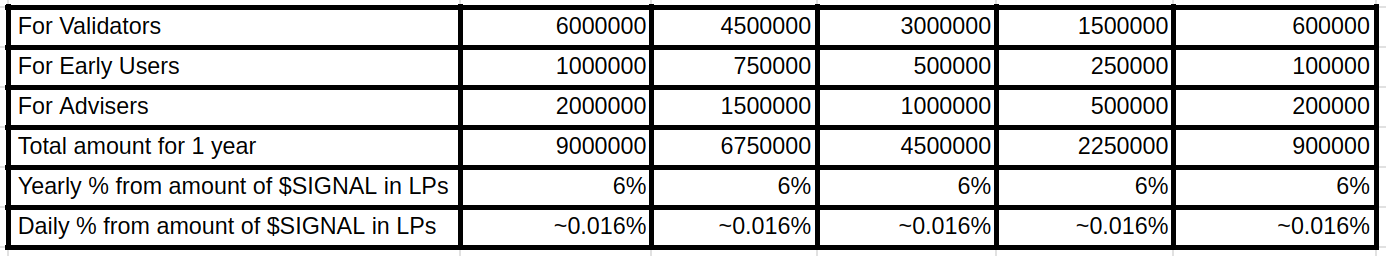 For Validators 6000000 4500000 3000000 1500000 600000
For Early Users 1000000 750000 500000 250000 100000
For Advisers 2000000 1500000 1000000 500000 200000
Total amount for 1 year 9000000 6750000 4500000 2250000 900000
Yearly % from amount of $SIGNAL in LPs 6% 6% 6% 6% 6%
Daily % from amount of $SIGNAL in LPs ~0.016% ~0.016% ~0.016% ~0.016% ~0.016%